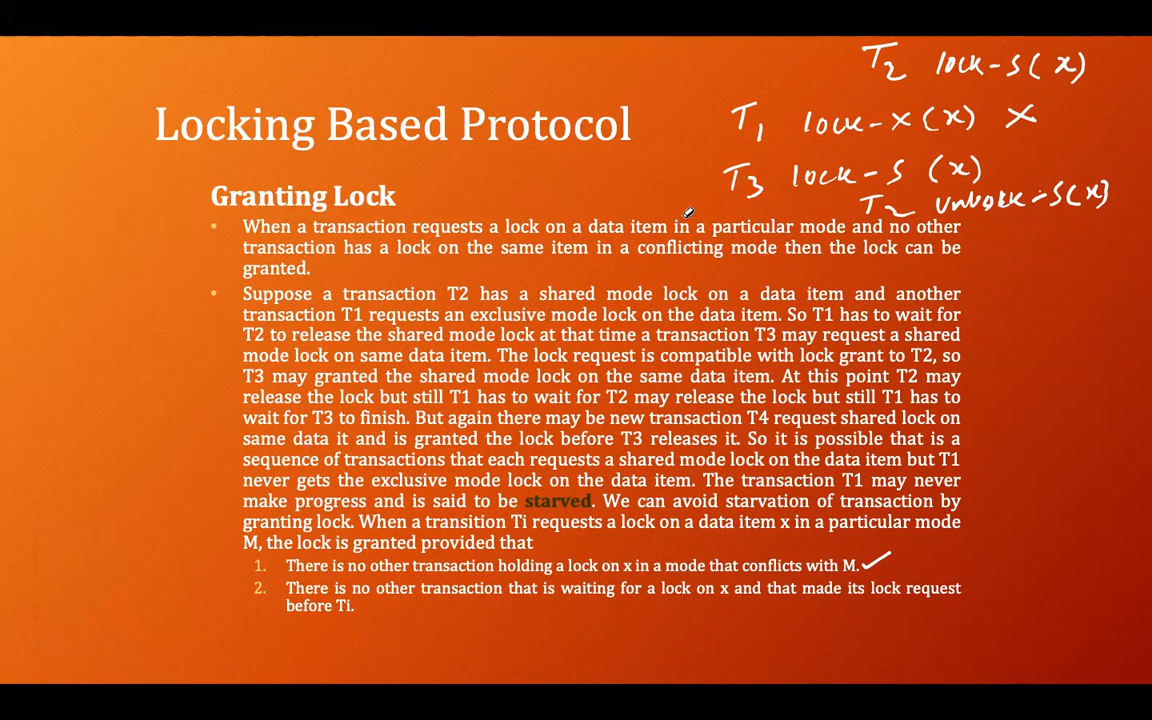 T2 lock-S(x)
Locking Based Protocol
T1 lock-X(x) X
T3 lock-S (x)
Granting Lock
T2 unlock-S(x)
• When a transaction requests a lock on a data item in a particular mode and no other
transaction has a lock on the same item in a conflicting mode then the lock can be
granted.
• Suppose a transaction T2 has a shared mode lock on a data item and another
transaction T1 requests an exclusive mode lock on the data item. So T1 has to wait for
T2 to release the shared mode lock at that time a transaction T3 may request a shared
mode lock on same data item. The lock request is compatible with lock grant to T2, so
T3 may granted the shared mode lock on the same data item. At this point T2 may
release the lock but still T1 has to wait for T2 may release the lock but still T1 has to
wait for T3 to finish. But again there may be new transaction T4 request shared lock on
same data it and is granted the lock before T3 releases it. So it is possible that is a
sequence of transactions that each requests a shared mode lock on the data item but T1
never gets the exclusive mode lock on the data item. The transaction T1 may never
make progress and is said to be starved. We can avoid starvation of transaction by
granting lock. When a transition Ti requests a lock on a data item x in a particular mode
M, the lock is granted provided that
1. There is no other transaction holding a lock on x in a mode that conflicts with M.
2. There is no other transaction that is waiting for a lock on x and that made its lock request
before Ti.